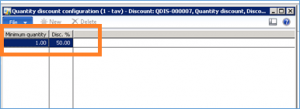 Quantity discount configuration (1 - tav) - Discount: QDIS-000007, Quantity discount, Disco...
File New Delete
Minimum quantity Disc. %
1.00 50.00